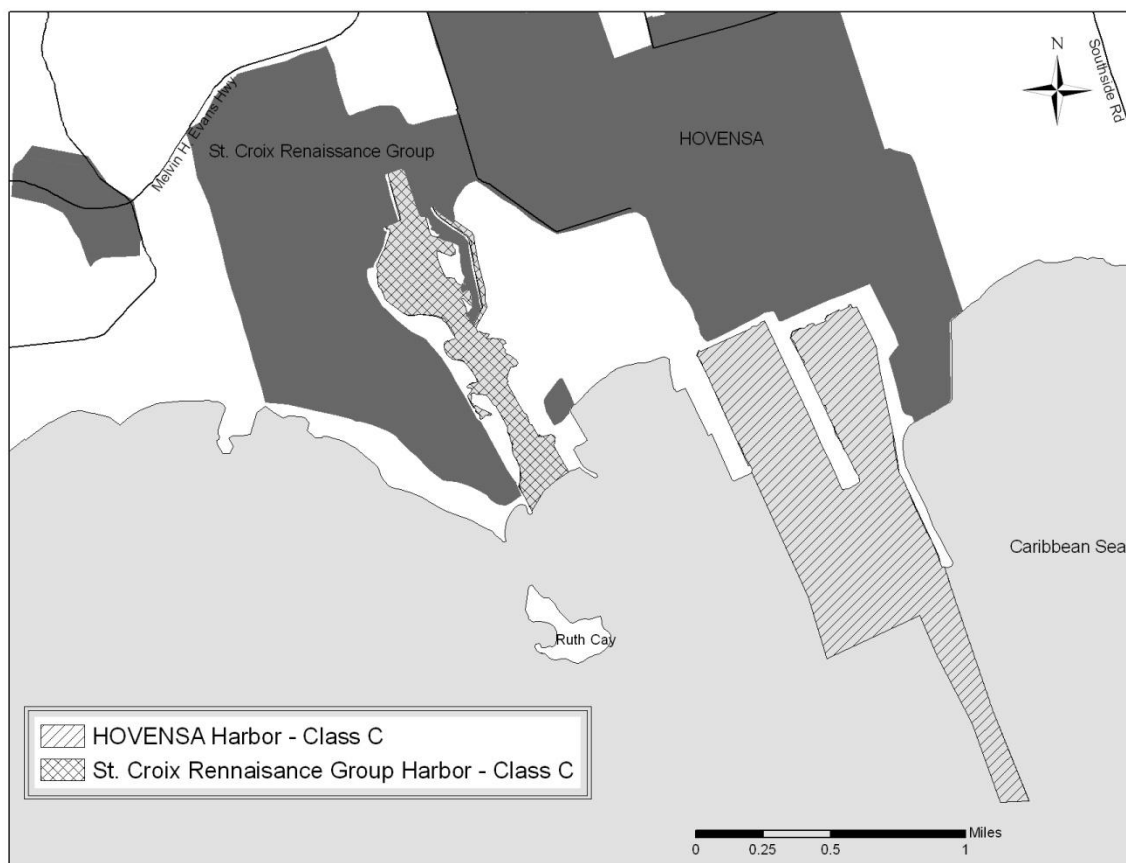 N
Southside Rd
Melvin H. Evans Hwy
St. Croix Renaissance Group
HOVENSA
Caribbean Sea
Ruth Cay
HOVENSA Harbor - Class C
St. Croix Rennaisance Group Harbor - Class C
Miles
0 0.25 0.5 1